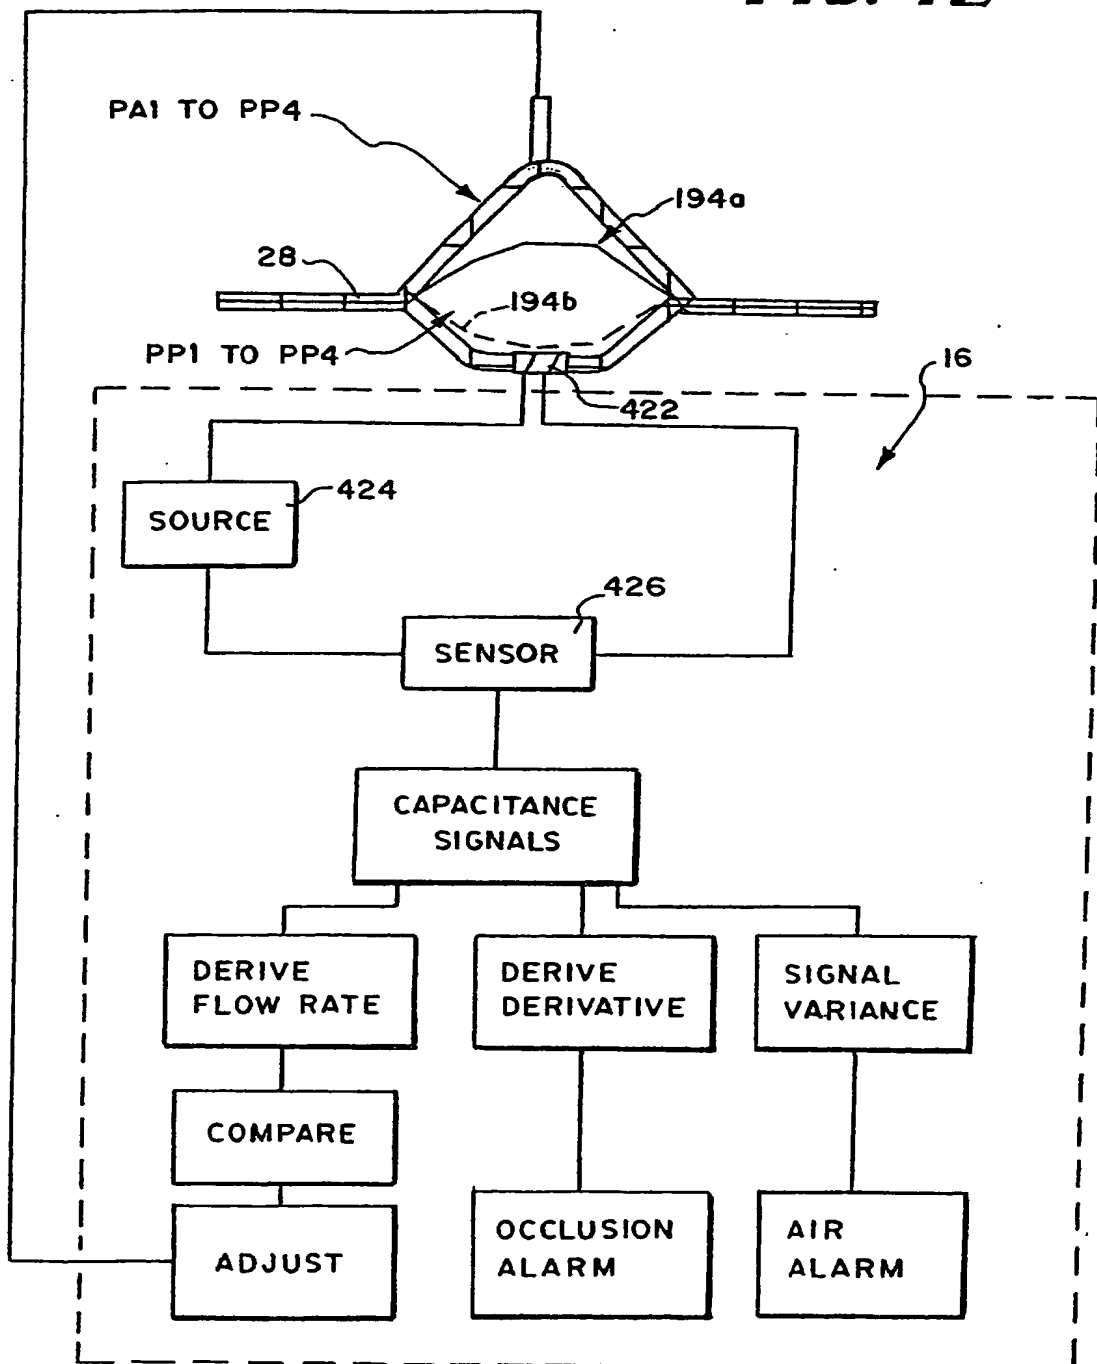 PA1 TO PP4
194a
28
194b
PP1 TO PP4
16
422
424
SOURCE
426
SENSOR
CAPACITANCE
SIGNALS
DERIVE
FLOW RATE
DERIVE
DERIVATIVE
SIGNAL
VARIANCE
COMPARE
ADJUST
OCCLUSION
ALARM
AIR
ALARM